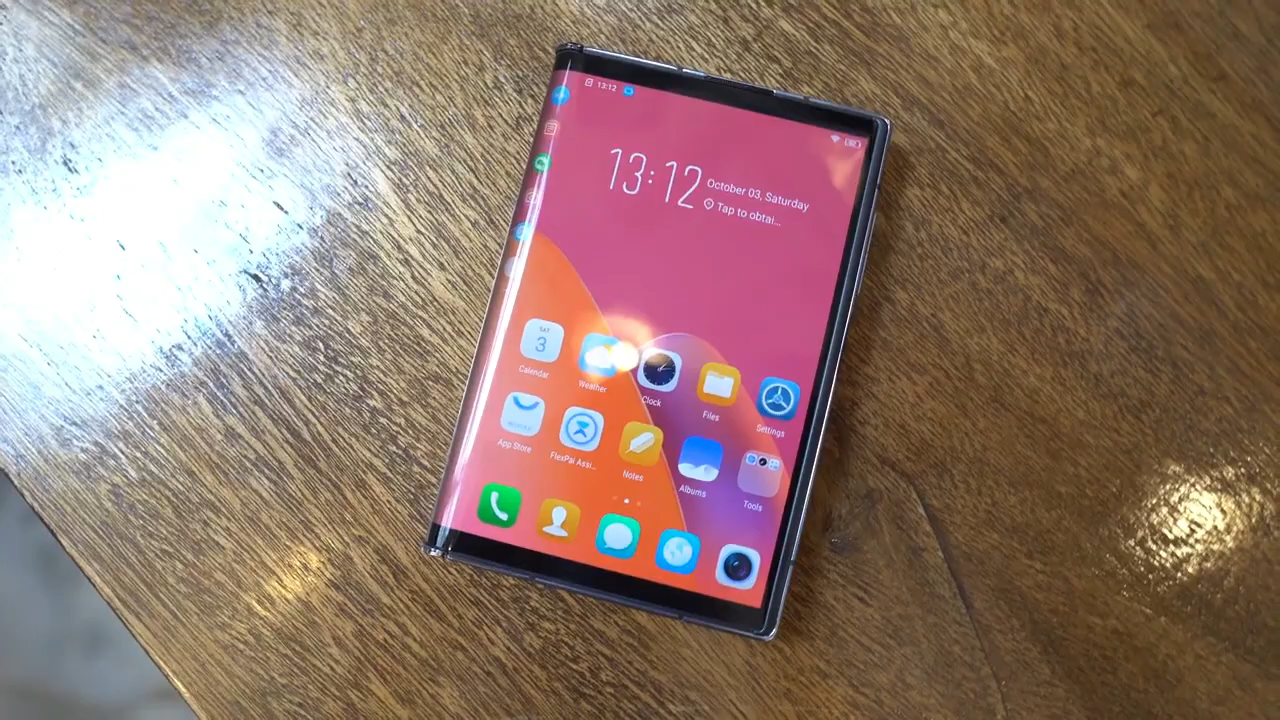 13:12
13:12
October 03, Saturday
Tap to obtai...
SAT
3
Calendar
Weather
Clock
Files
Settings
App Store
FlexPai Assi...
Notes
Albums
Tools